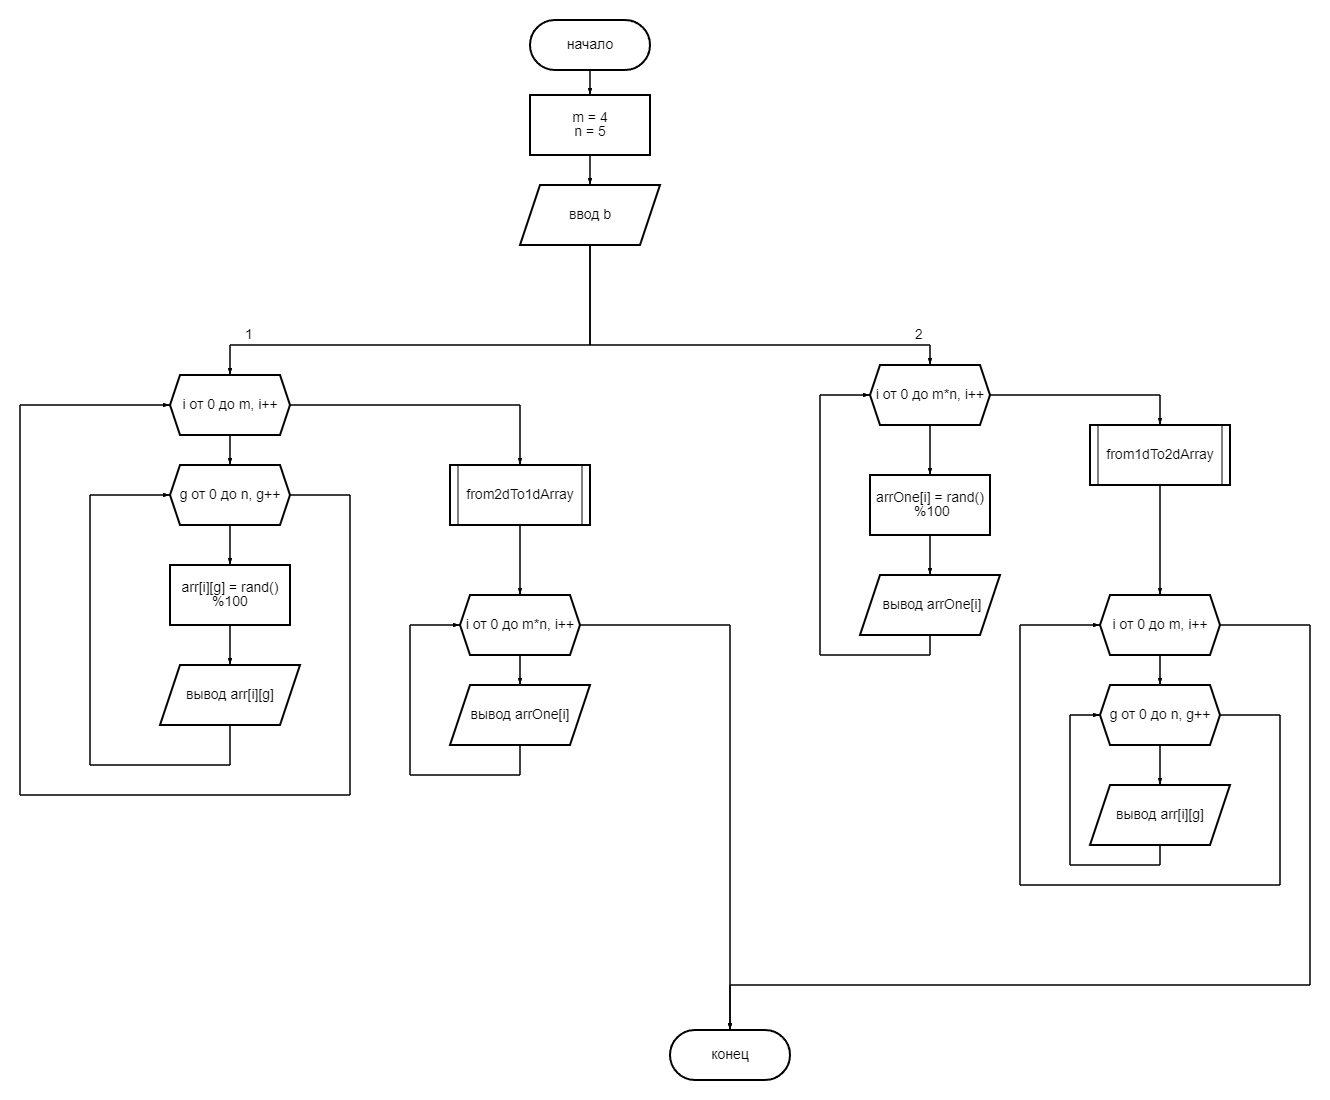 начало
m = 4
n = 5
ввод b
1
2
i от 0 до m, i++
i от 0 до m*n, i++
from1dTo2dArray
g от 0 до n, g++
from2dTo1dArray
arrOne[i] = rand()
%100
arr[i][g] = rand()
%100
вывод arrOne[i]
i от 0 до m*n, i++
i от 0 до m, i++
вывод arr[i][g]
вывод arrOne[i]
g от 0 до n, g++
вывод arr[i][g]
конец